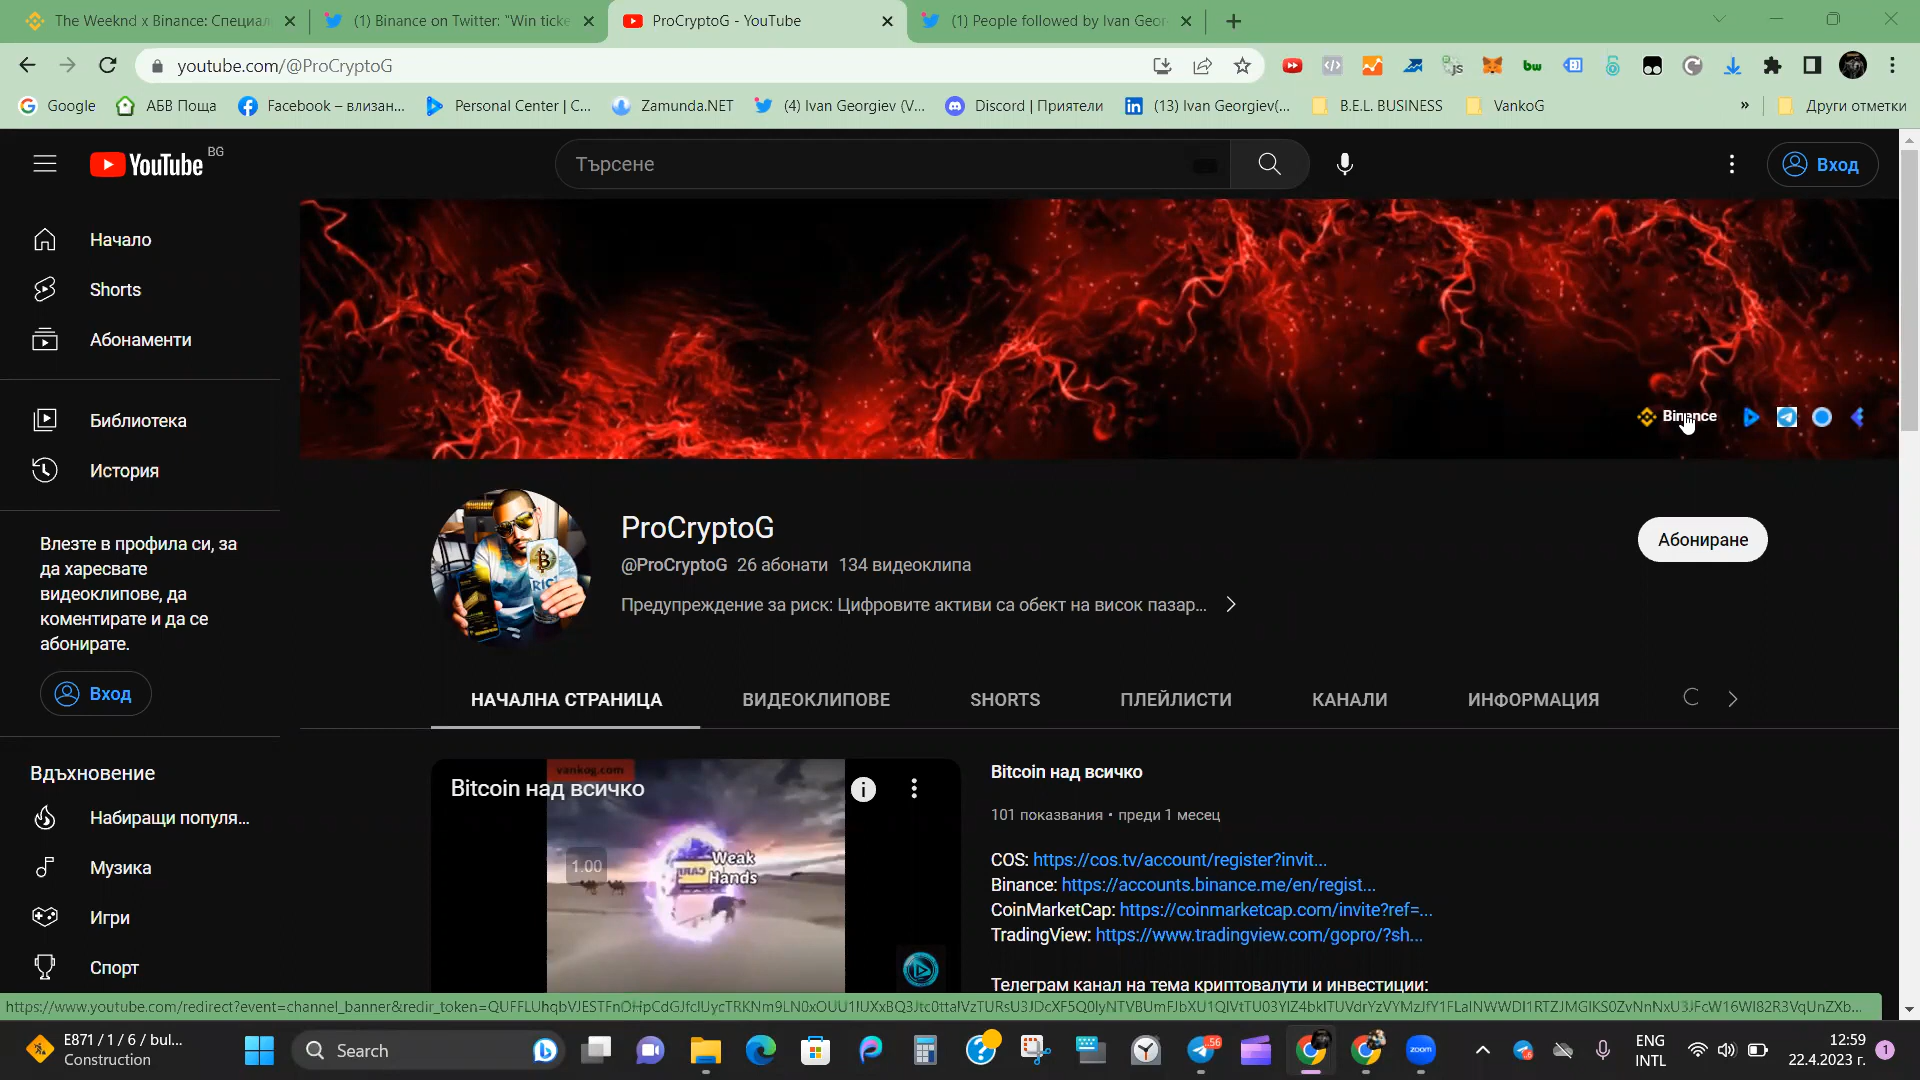 The Weeknd x Binance: Специал
(1) Binance on Twitter: "Win ticke
ProCryptoG - YouTube
(1) People followed by Ivan Geor
youtube.com/@ProCryptoG
Google
АБВ Поща
Facebook – влизан...
Personal Center | C...
Zamunda.NET
(4) Ivan Georgiev (V...
Discord | Приятели
(13) Ivan Georgiev(...
B.E.L. BUSINESS
VankoG
»
Други отметки
YouTube BG
Търсене
Вход
Начало
Shorts
Абонаменти
Библиотека
История
Влезте в профила си, за
да харесвате
видеоклипове, да
коментирате и да се
абонирате.
Вход
Вдъхновение
Набиращи популя...
Музика
Игри
Спорт
Binance
ProCryptoG
@ProCryptoG 26 абонати 134 видеоклипа
Предупреждение за риск: Цифровите активи са обект на висок пазар...
Абониране
НАЧАЛНА СТРАНИЦА
ВИДЕОКЛИПОВЕ
SHORTS
ПЛЕЙЛИСТИ
КАНАЛИ
ИНФОРМАЦИЯ
vankog.com
Bitcoin над всичко
1.00
Weak
Hands
Bitcoin над всичко
101 показвания • преди 1 месец
COS: https://cos.tv/account/register?invit...
Binance: https://accounts.binance.me/en/regist...
CoinMarketCap: https://coinmarketcap.com/invite?ref=...
TradingView: https://www.tradingview.com/gopro/?sh...
Телеграм канал на тема криптовалути и инвестиции:
E871 / 1 / 6 / bul...
Construction
Search
56
zoom
ENG
INTL
12:59
22.4.2023 г.
1